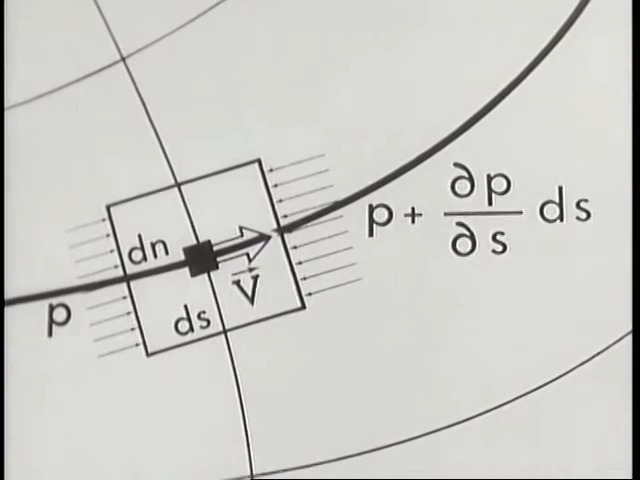 dn
p + ∂p/∂s ds
V⃗
p
ds